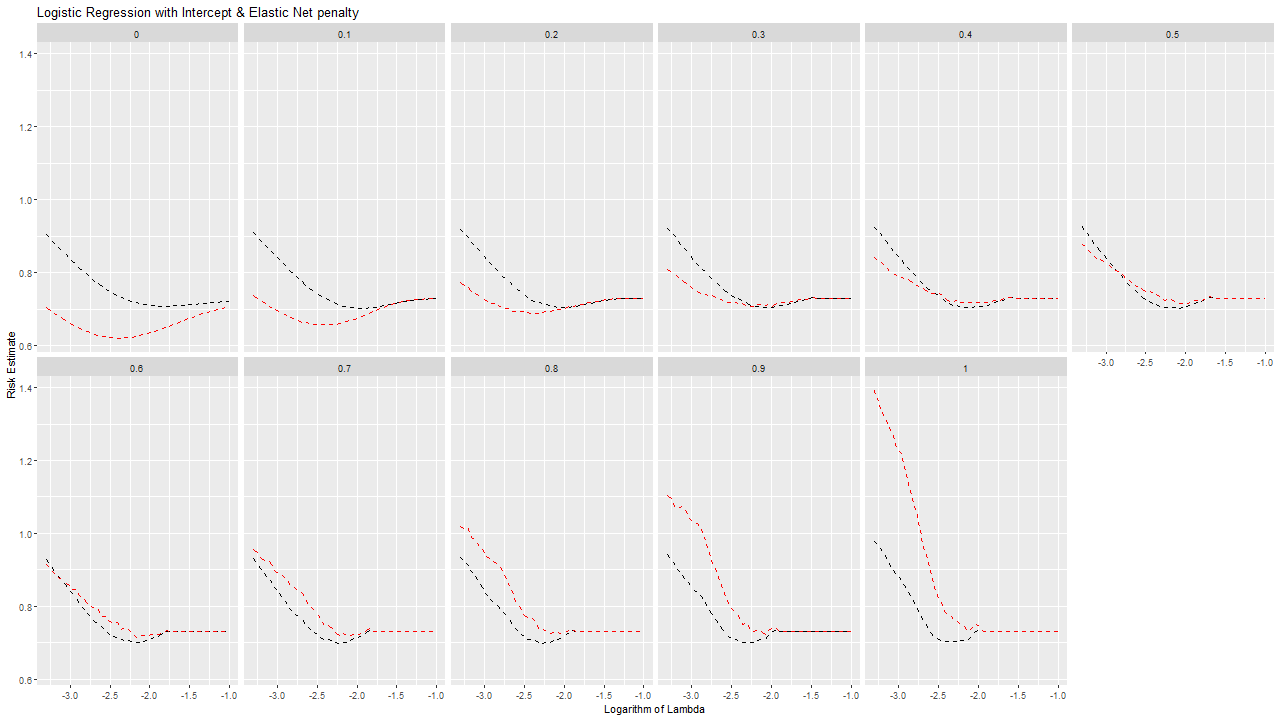 Logistic Regression with Intercept & Elastic Net penalty
0 0.1 0.2 0.3 0.4 0.5
1.4
1.2
1.0
0.8
0.6
-3.0 -2.5 -2.0 -1.5 -1.0
Risk Estimate
0.6 0.7 0.8 0.9 1
1.4
1.2
1.0
0.8
0.6
-3.0 -2.5 -2.0 -1.5 -1.0 -3.0 -2.5 -2.0 -1.5 -1.0 -3.0 -2.5 -2.0 -1.5 -1.0 -3.0 -2.5 -2.0 -1.5 -1.0 -3.0 -2.5 -2.0 -1.5 -1.0
Logarithm of Lambda